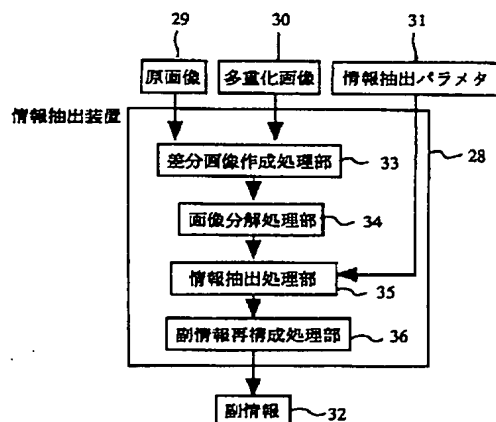 29
30
31
原画像
多重化画像
情報抽出パラメタ
情報抽出装置
28
差分画像作成処理部
33
画像分解処理部
34
情報抽出処理部
35
副情報再構成処理部
36
副情報
32